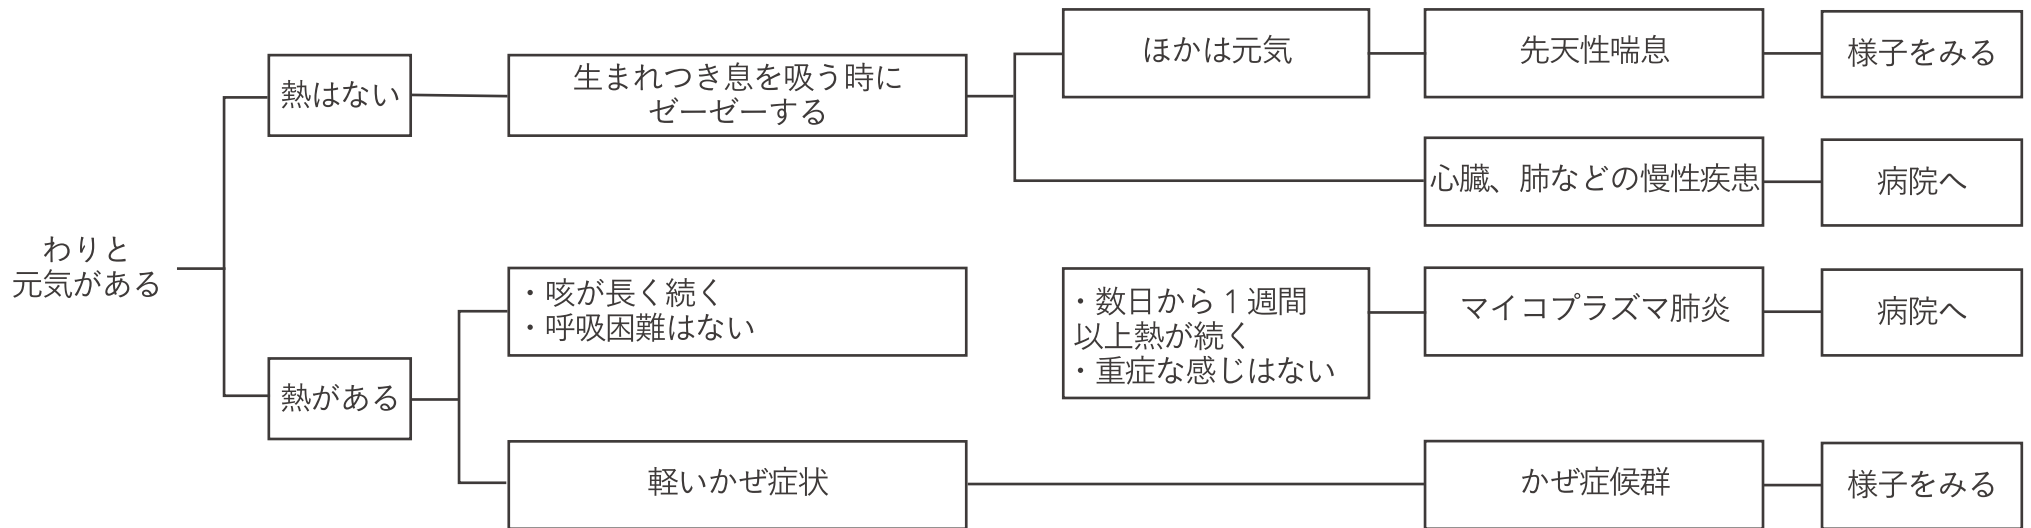 わりと
元気がある
熱はない
生まれつき息を吸う時に
ゼーゼーする
ほかは元気
先天性喘息
様子をみる
心臓、肺などの慢性疾患
病院へ
熱がある
・咳が長く続く
・呼吸困難はない
・数日から1週間
以上熱が続く
・重症な感じはない
マイコプラズマ肺炎
病院へ
軽いかぜ症状
かぜ症候群
様子をみる